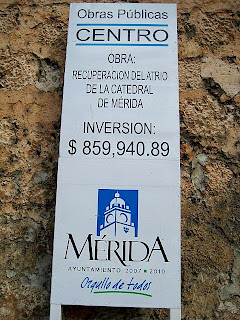 Obras Públicas
CENTRO
OBRA:
RECUPERACION DEL ATRIO
DE LA CATEDRAL
DE MÉRIDA
INVERSION:
$ 859,940.89
MÉRIDA
AYUNTAMIENTO 2007 ■ 2010
Orgullo de todos